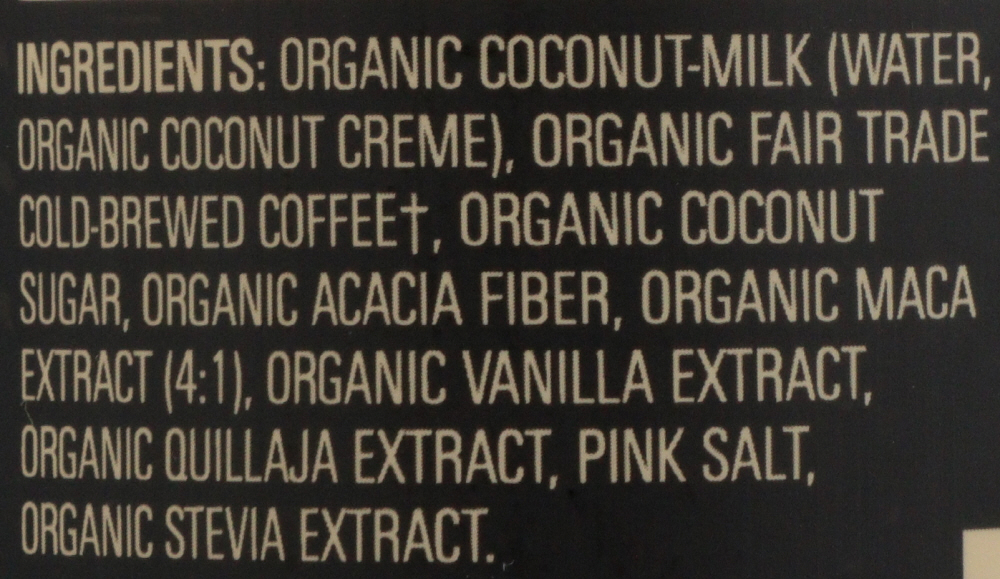 INGREDIENTS: ORGANIC COCONUT-MILK (WATER,
ORGANIC COCONUT CREME), ORGANIC FAIR TRADE
COLD-BREWED COFFEE†, ORGANIC COCONUT
SUGAR, ORGANIC ACACIA FIBER, ORGANIC MACA
EXTRACT (4:1), ORGANIC VANILLA EXTRACT,
ORGANIC QUILLAJA EXTRACT, PINK SALT,
ORGANIC STEVIA EXTRACT.